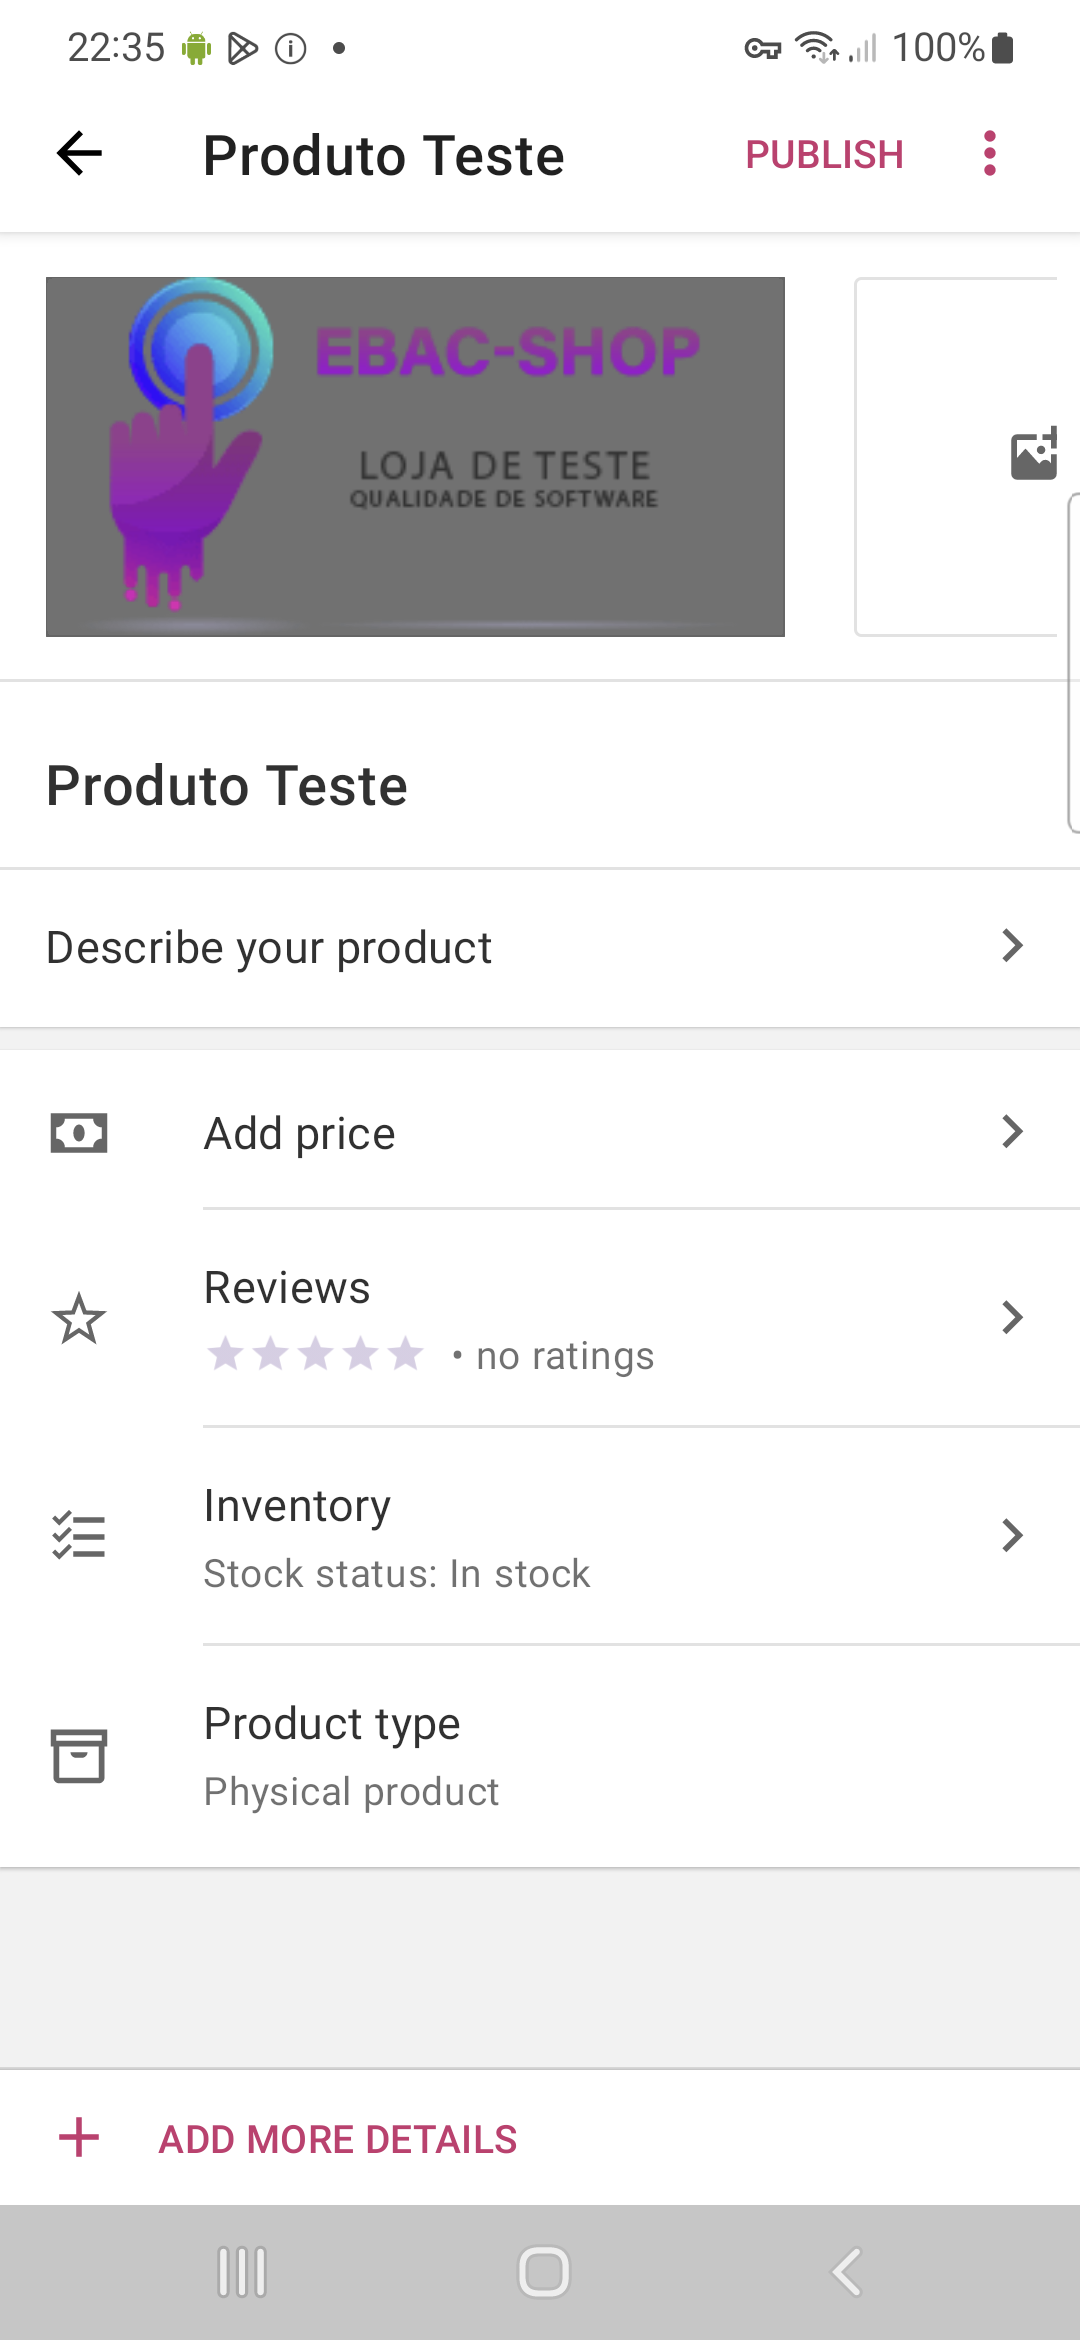 22:35
100%
Produto Teste
PUBLISH
EBAC-SHOP
LOJA DE TESTE
QUALIDADE DE SOFTWARE
Produto Teste
Describe your product
Add price
Reviews
• no ratings
Inventory
Stock status: In stock
Product type
Physical product
ADD MORE DETAILS